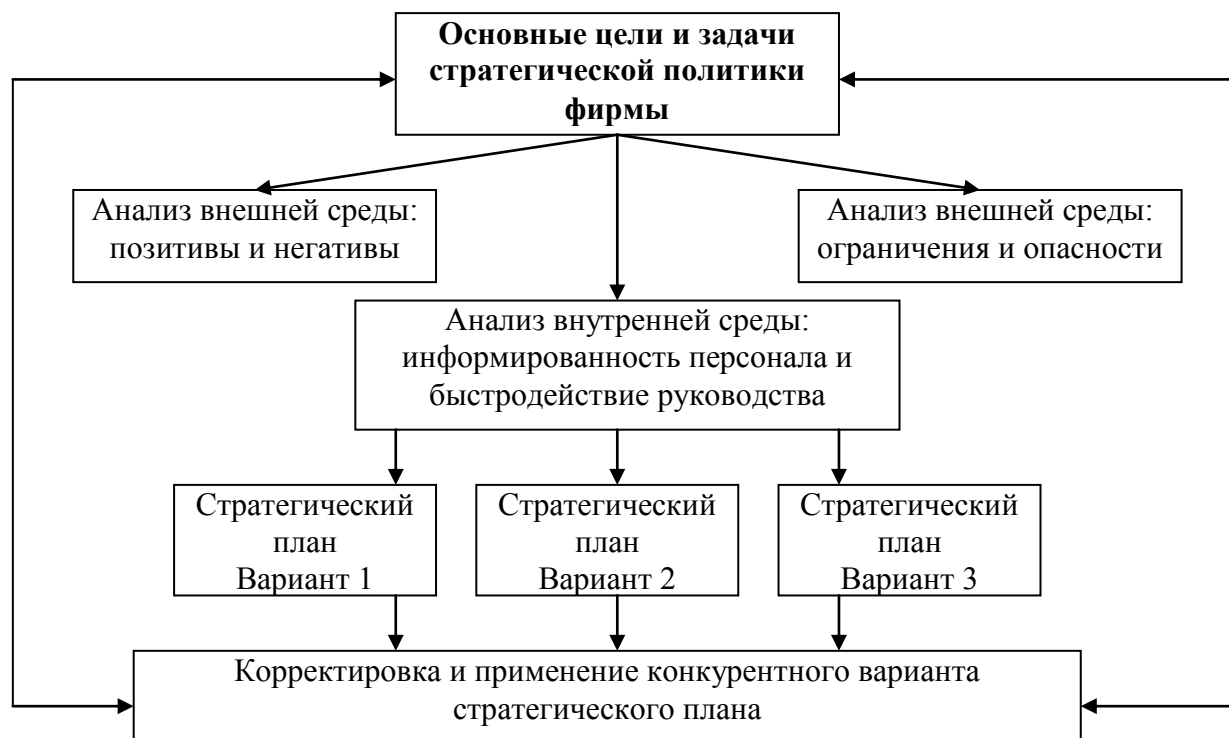 Основные цели и задачи
стратегической политики
фирмы
Анализ внешней среды:
позитивы и негативы
Анализ внешней среды:
ограничения и опасности
Анализ внутренней среды:
информированность персонала и
быстродействие руководства
Стратегический
план
Вариант 1
Стратегический
план
Вариант 2
Стратегический
план
Вариант 3
Корректировка и применение конкурентного варианта
стратегического плана